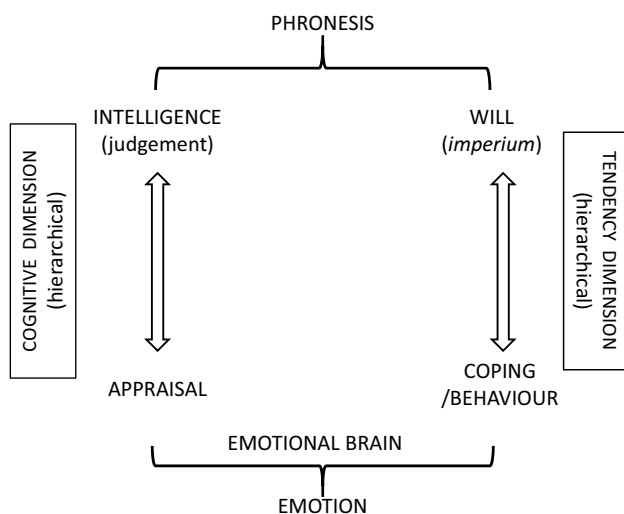 PHRONESIS
INTELLIGENCE
(judgement)
WILL
(imperium)
COGNITIVE DIMENSION
(hierarchical)
TENDENCY DIMENSION
(hierarchical)
APPRAISAL
COPING
/BEHAVIOUR
EMOTIONAL BRAIN
EMOTION